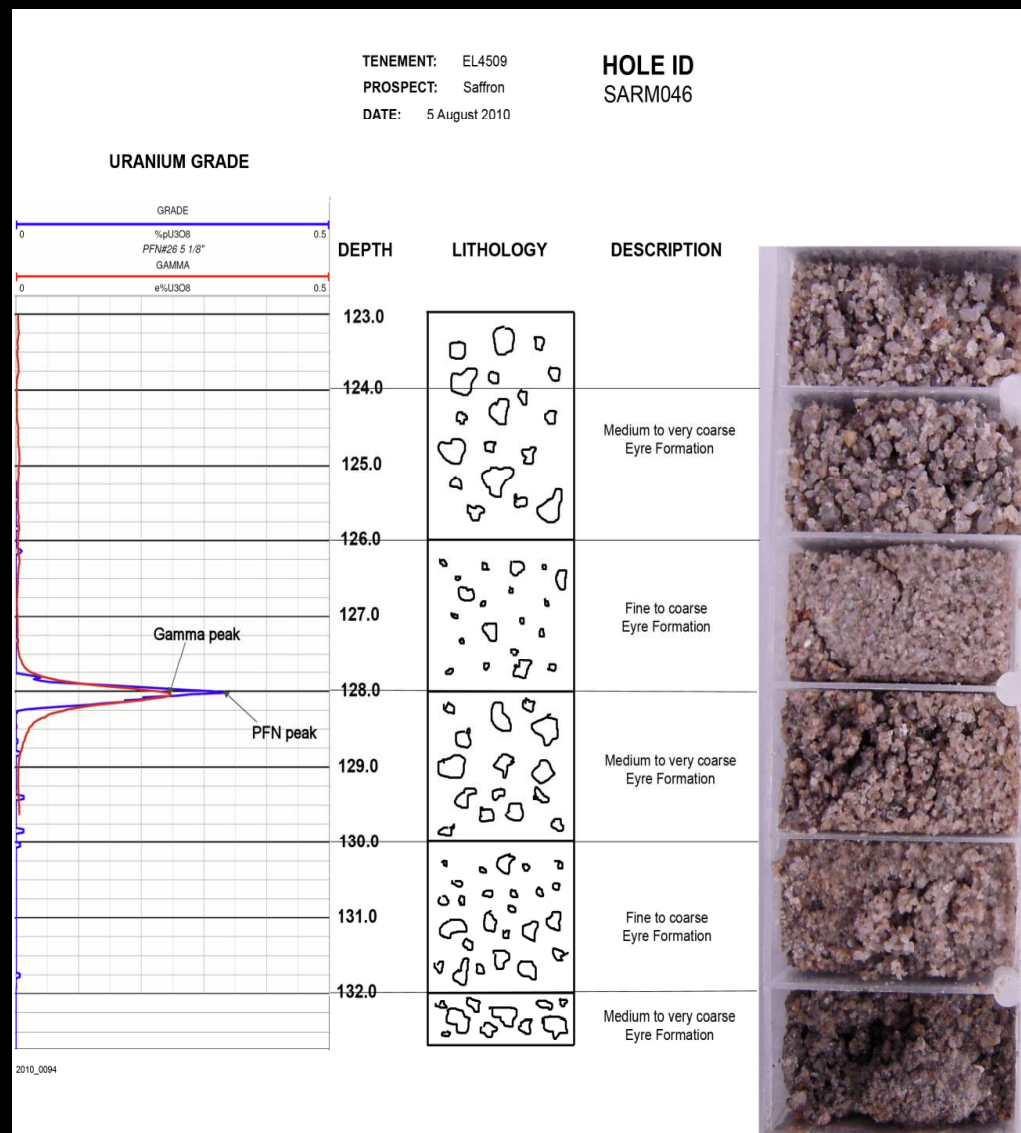 TENEMENT: EL4509
PROSPECT: Saffron
DATE: 5 August 2010
HOLE ID
SARM046
URANIUM GRADE
GRADE
0 %pU3O8 0.5
PFN#26 5 1/8"
GAMMA
0 e%U3O8 0.5
DEPTH LITHOLOGY DESCRIPTION
123.0
124.0
Medium to very coarse
Eyre Formation
125.0
126.0
Fine to coarse
Eyre Formation
127.0
Gamma peak
128.0
PFN peak
Medium to very coarse
Eyre Formation
129.0
130.0
Fine to coarse
Eyre Formation
131.0
132.0
Medium to very coarse
Eyre Formation
2010_0094